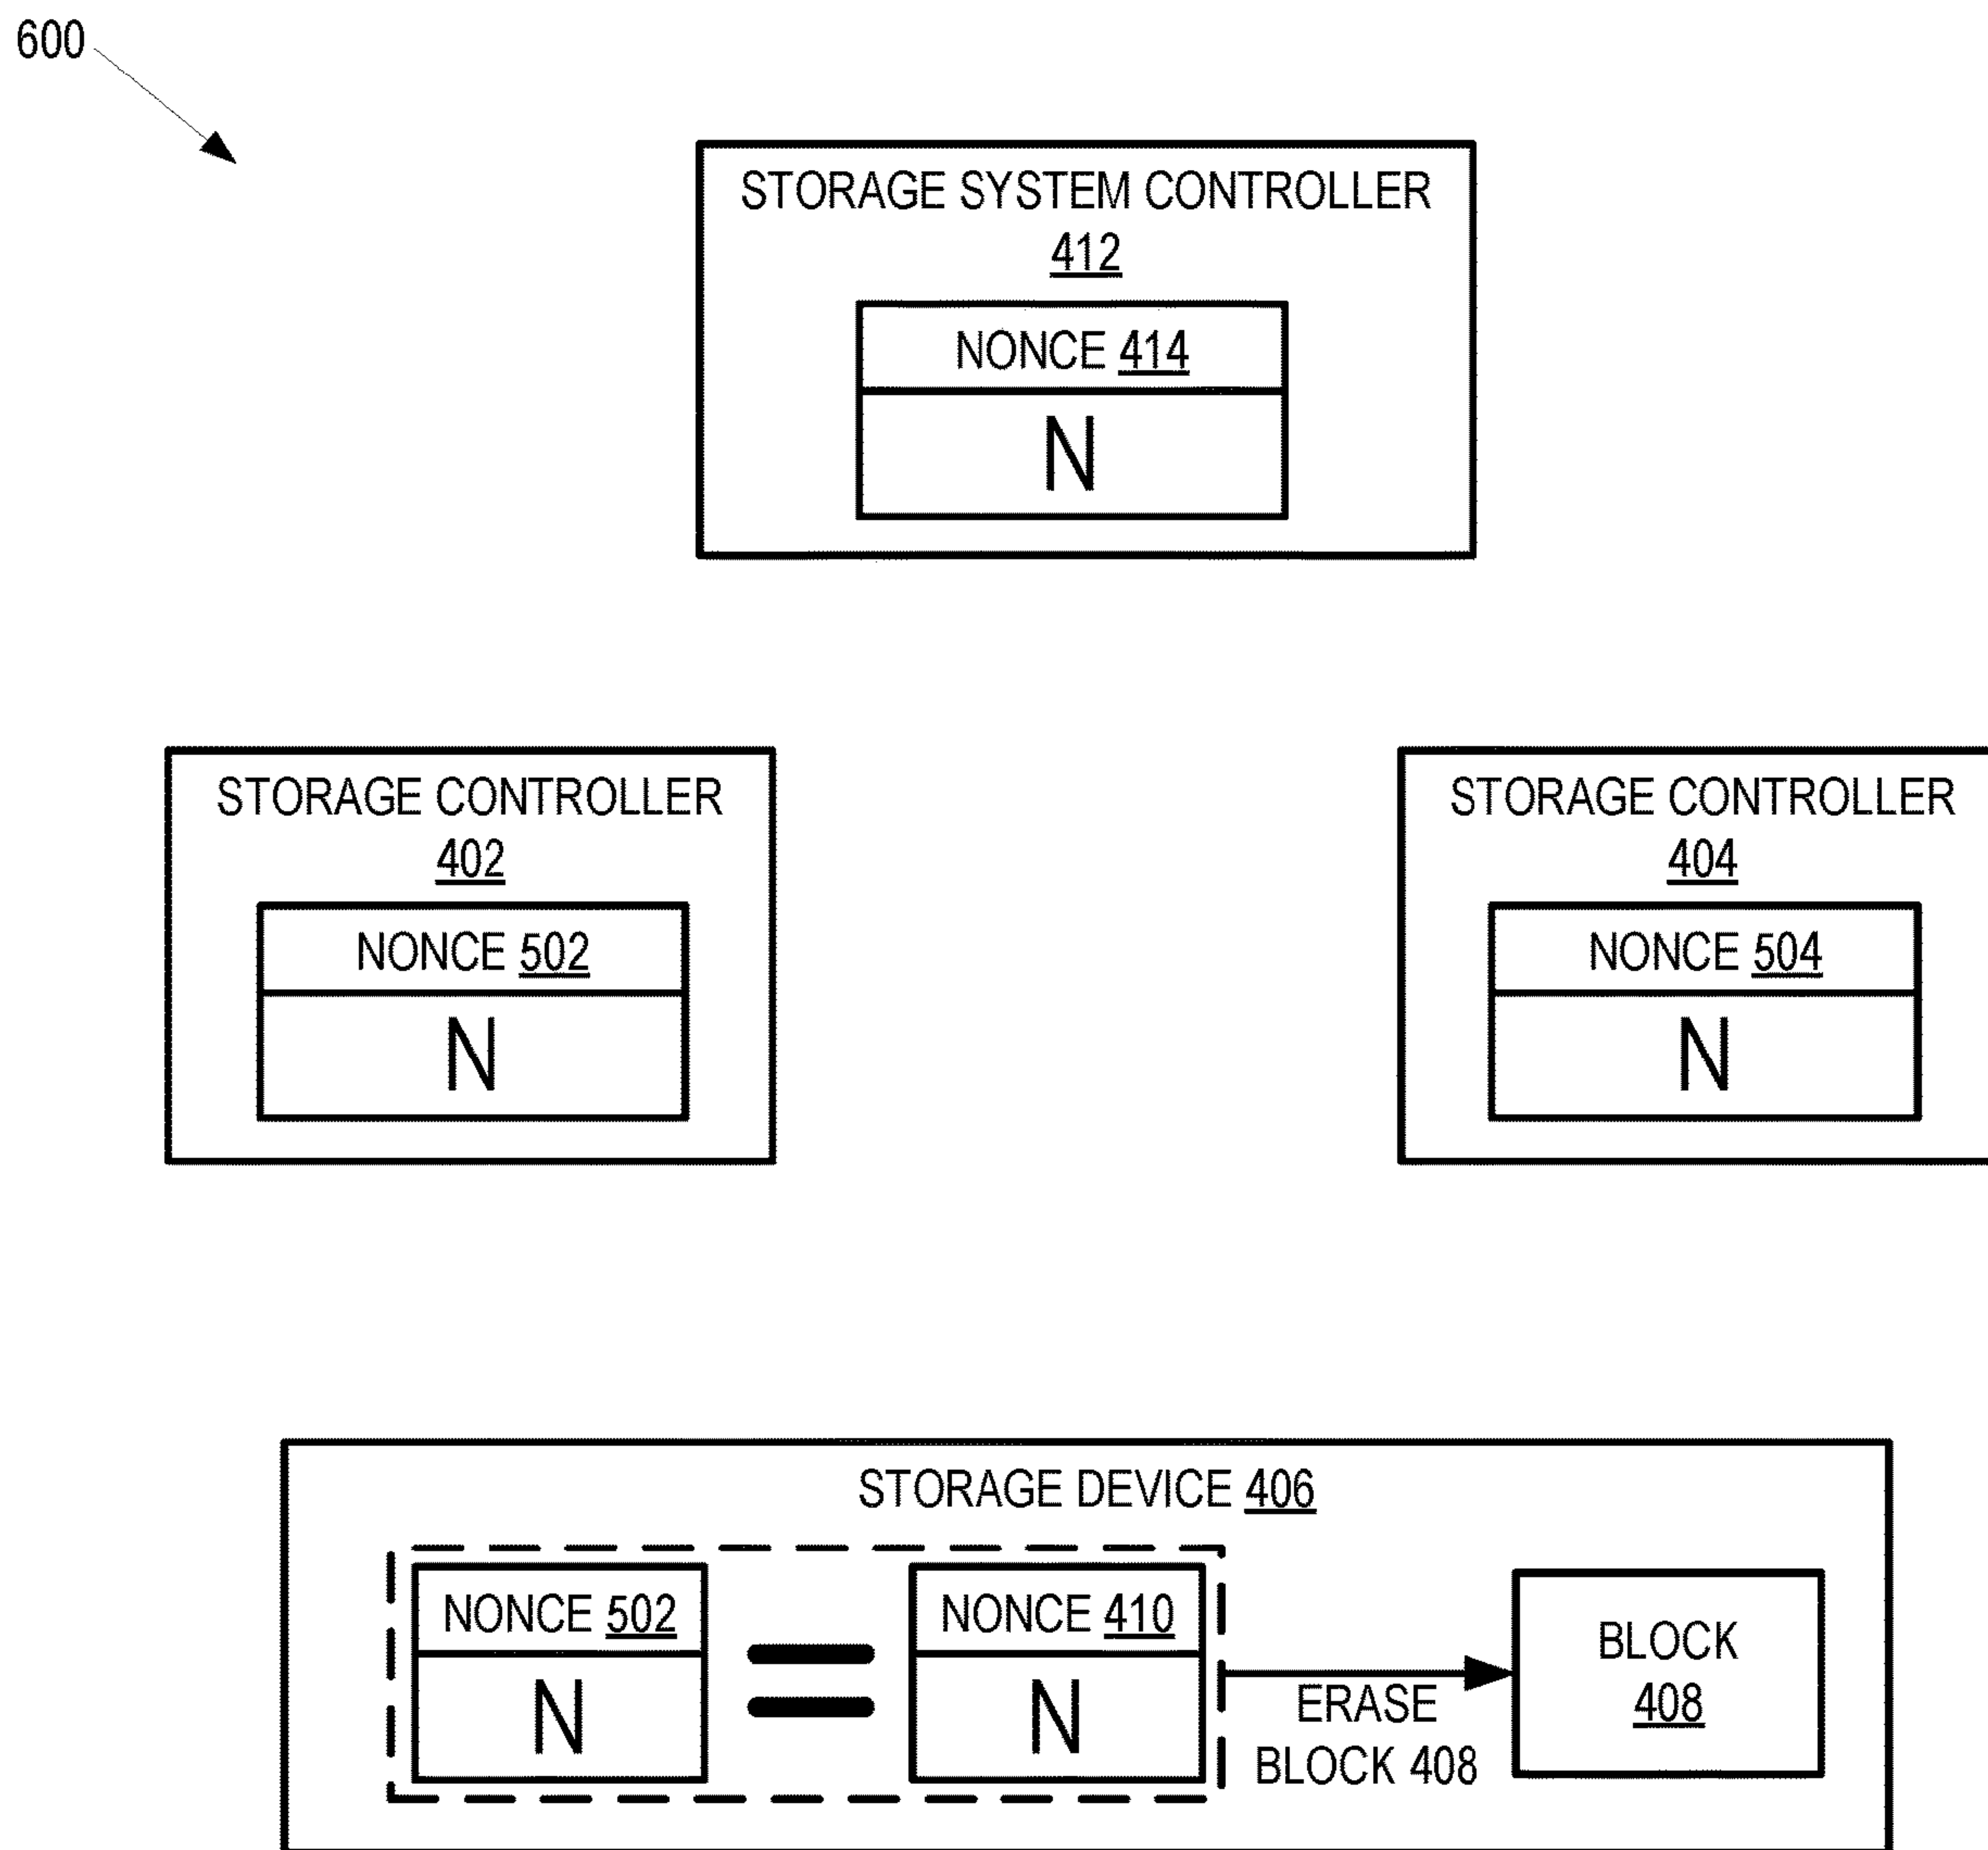 600
STORAGE SYSTEM CONTROLLER
412
NONCE 414
N
STORAGE CONTROLLER
402
NONCE 502
N
STORAGE CONTROLLER
404
NONCE 504
N
STORAGE DEVICE 406
NONCE 502
N
=
NONCE 410
N
ERASE
BLOCK 408
BLOCK
408